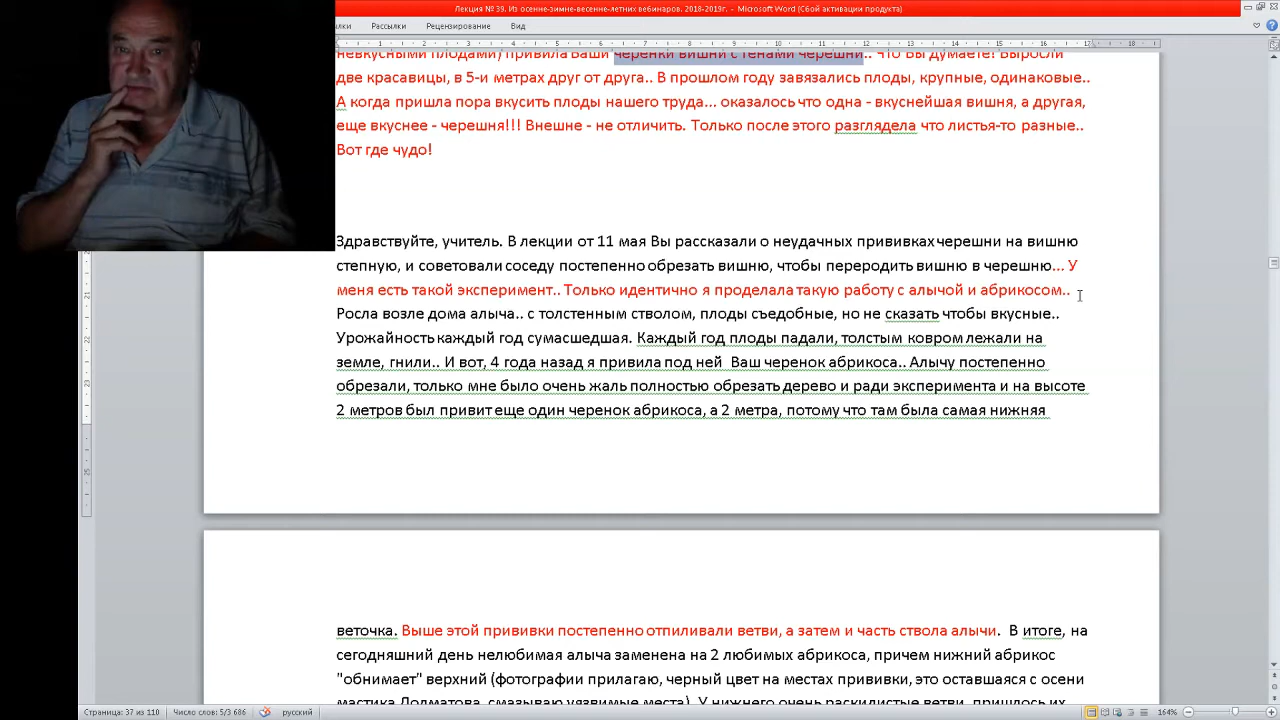 Лекция № 39. Из осенне-зимне-весенне-летних вебинаров. 2018-2019г. - Microsoft Word (Сбой активации продукта)
Рассылки Рецензирование Вид
невкусными плодами) привила Ваши черенки вишни с генами черешни.. Что Вы думаете! Выросли
две красавицы, в 5-и метрах друг от друга.. В прошлом году завязались плоды, крупные, одинаковые..
А когда пришла пора вкусить плоды нашего труда... оказалось что одна - вкуснейшая вишня, а другая,
еще вкуснее - черешня!!! Внешне - не отличить. Только после этого разглядела что листья-то разные..
Вот где чудо!
Здравствуйте, учитель. В лекции от 11 мая Вы рассказали о неудачных прививках черешни на вишню
степную, и советовали соседу постепенно обрезать вишню, чтобы переродить вишню в черешню... У
меня есть такой эксперимент.. Только идентично я проделала такую работу с алычой и абрикосом..
Росла возле дома алыча.. с толстенным стволом, плоды съедобные, но не сказать чтобы вкусные..
Урожайность каждый год сумасшедшая. Каждый год плоды падали, толстым ковром лежали на
земле, гнили.. И вот, 4 года назад я привила под ней Ваш черенок абрикоса.. Алычу постепенно
обрезали, только мне было очень жаль полностью обрезать дерево и ради эксперимента и на высоте
2 метров был привит еще один черенок абрикоса, а 2 метра, потому что там была самая нижняя
веточка. Выше этой прививки постепенно отпиливали ветви, а затем и часть ствола алычи. В итоге, на
сегодняшний день нелюбимая алыча заменена на 2 любимых абрикоса, причем нижний абрикос
"обнимает" верхний (фотографии прилагаю, черный цвет на местах прививки, это оставшаяся с осени
мастика Долматова, смазываю уязвимые места). У нижнего очень раскидистые ветви, пришлось их
Страница: 37 из 110 Число слов: 5/3 686 русский 164%